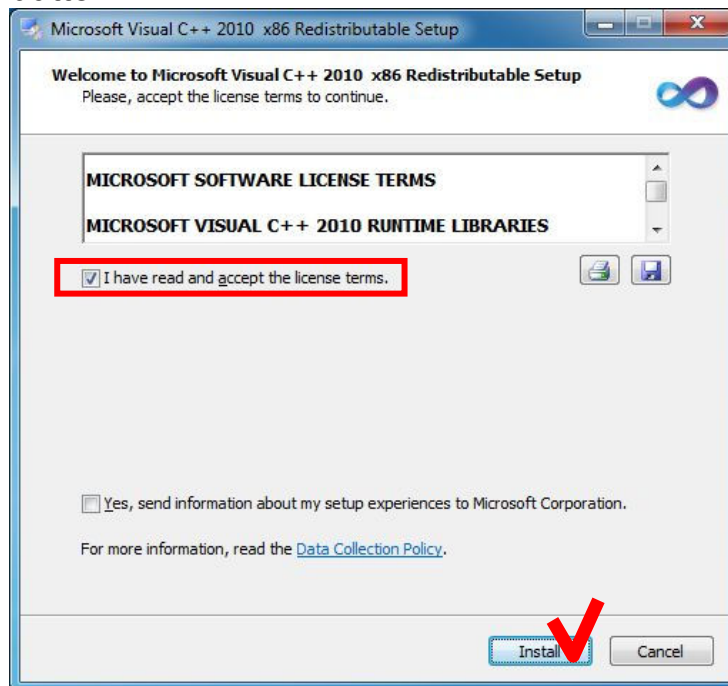 Microsoft Visual C++ 2010 x86 Redistributable Setup
Welcome to Microsoft Visual C++ 2010 x86 Redistributable Setup
Please, accept the license terms to continue.
MICROSOFT SOFTWARE LICENSE TERMS
MICROSOFT VISUAL C++ 2010 RUNTIME LIBRARIES
I have read and accept the license terms.
Yes, send information about my setup experiences to Microsoft Corporation.
For more information, read the Data Collection Policy.
Install
Cancel